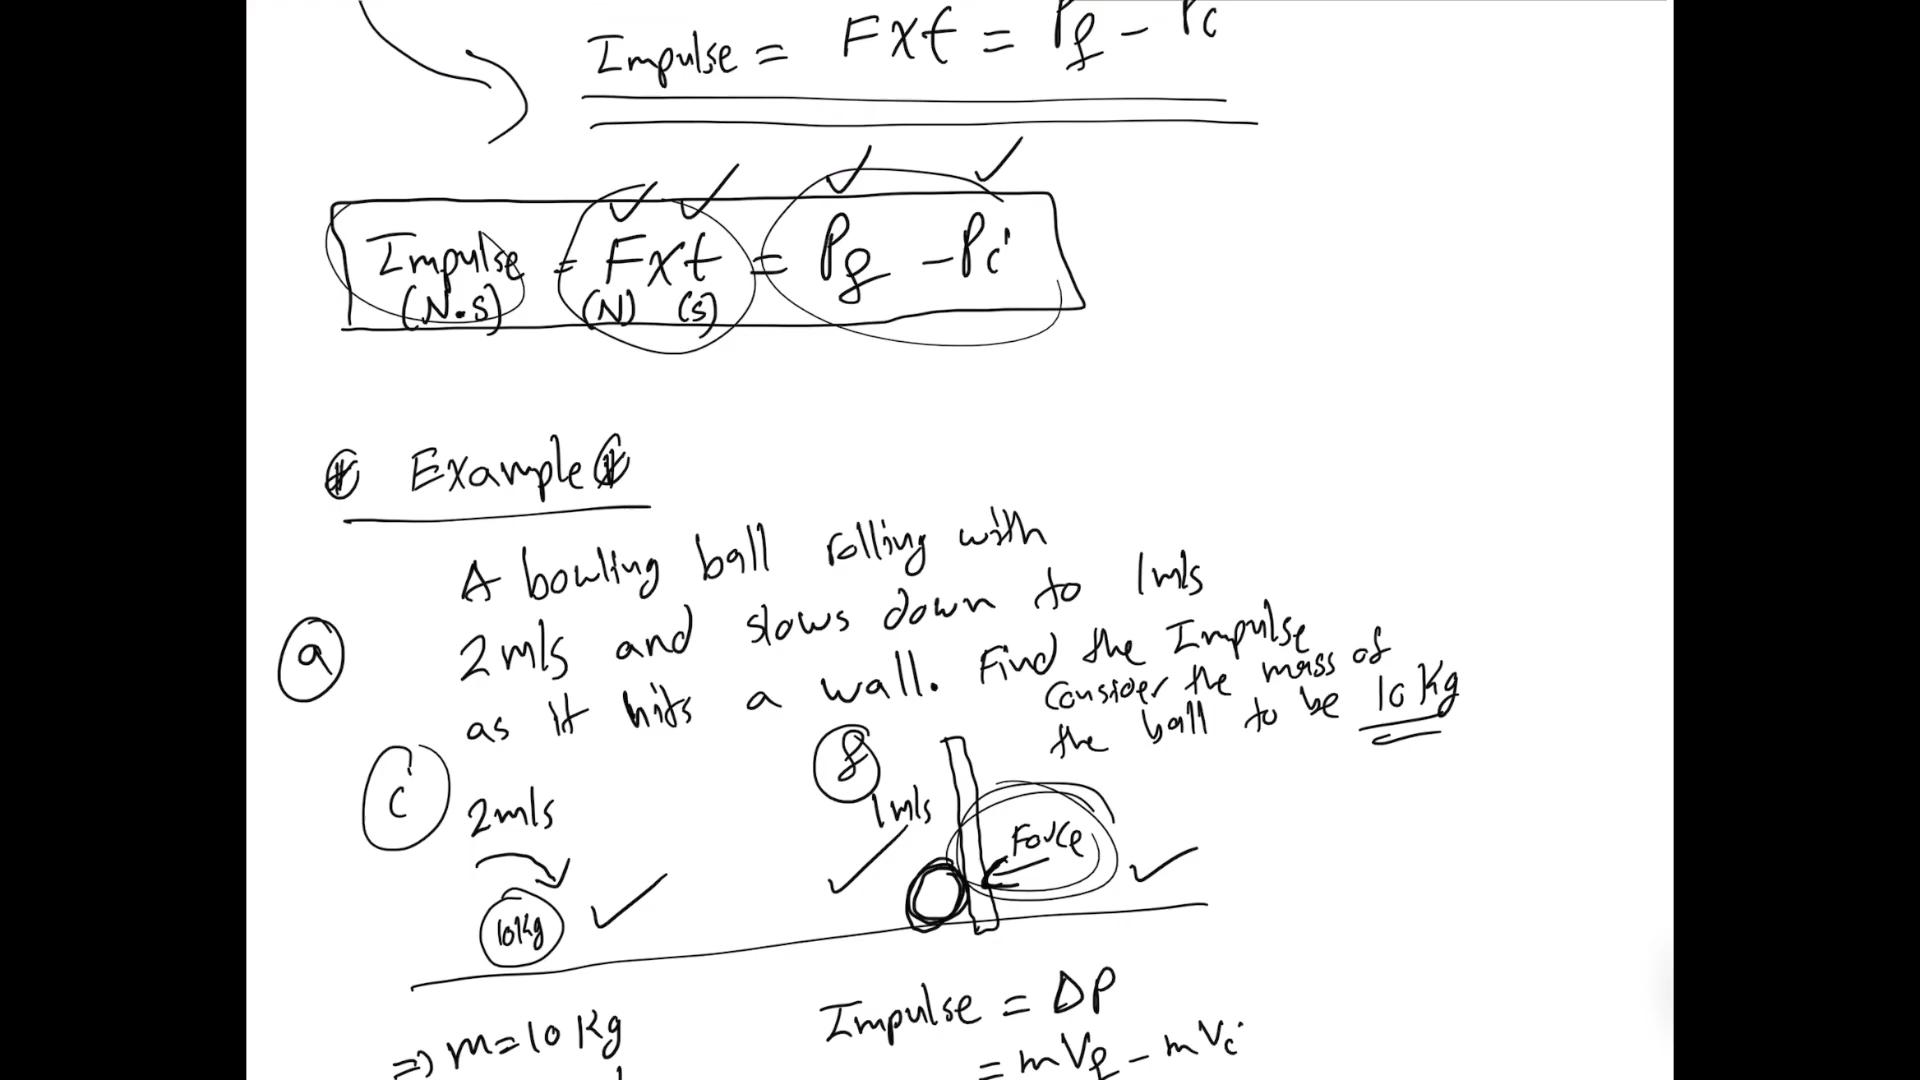 Impulse = F x t = Pf - Pi
Impulse = F x t = Pf - Pi
(N.s) (N) (s)
Example
A bowling ball rolling with
a
2m/s and slows down to 1m/s
as it hits a wall. Find the Impulse
Consider the mass of
the ball to be 10 Kg
i
2m/s
f
1m/s
Force
10Kg
Impulse = ΔP
=> m = 10 Kg
= mVf - mVi